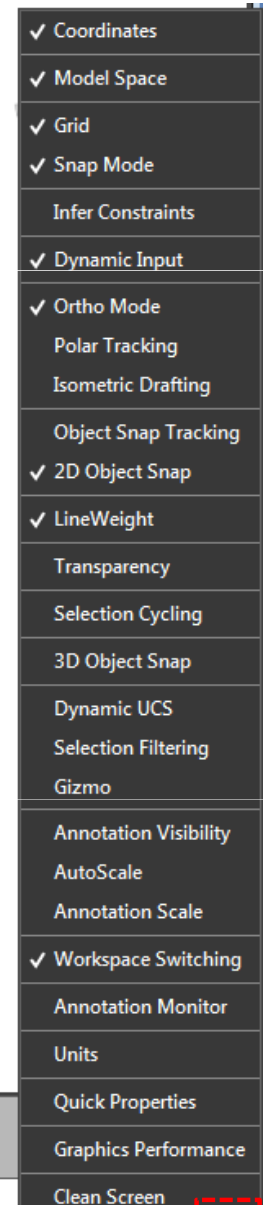 ✓ Coordinates
✓ Model Space
✓ Grid
✓ Snap Mode
Infer Constraints
✓ Dynamic Input
✓ Ortho Mode
Polar Tracking
Isometric Drafting
Object Snap Tracking
✓ 2D Object Snap
✓ LineWeight
Transparency
Selection Cycling
3D Object Snap
Dynamic UCS
Selection Filtering
Gizmo
Annotation Visibility
AutoScale
Annotation Scale
✓ Workspace Switching
Annotation Monitor
Units
Quick Properties
Graphics Performance
Clean Screen